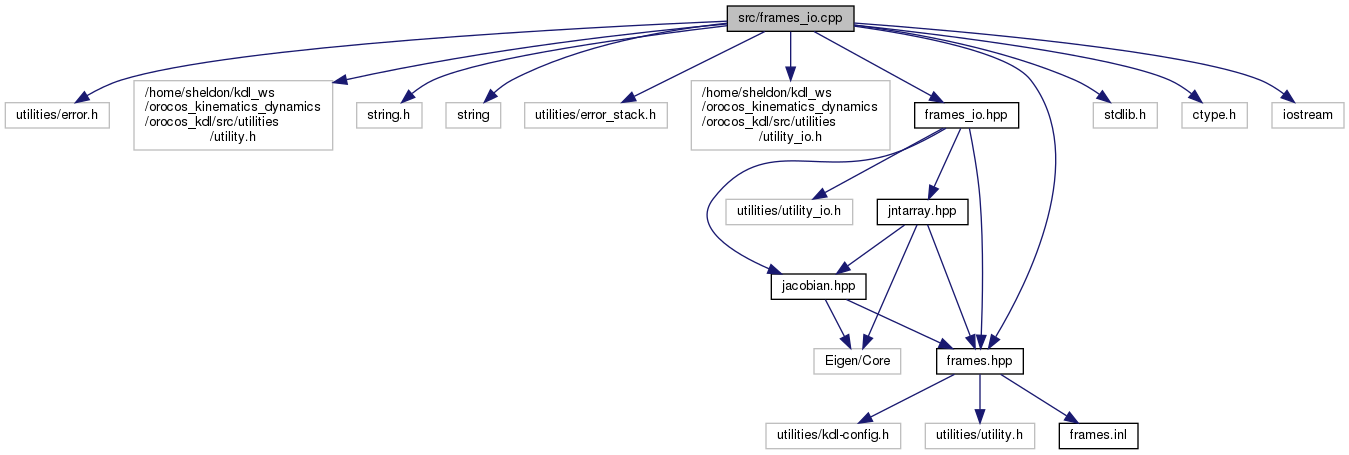 src/frames_io.cpp
utilities/error.h
/home/sheldon/kdl_ws
/orocos_kinematics_dynamics
/orocos_kdl/src/utilities
/utility.h
string.h
string
utilities/error_stack.h
/home/sheldon/kdl_ws
/orocos_kinematics_dynamics
/orocos_kdl/src/utilities
/utility_io.h
frames_io.hpp
stdlib.h
ctype.h
iostream
utilities/utility_io.h
jntarray.hpp
jacobian.hpp
Eigen/Core
frames.hpp
utilities/kdl-config.h
utilities/utility.h
frames.inl